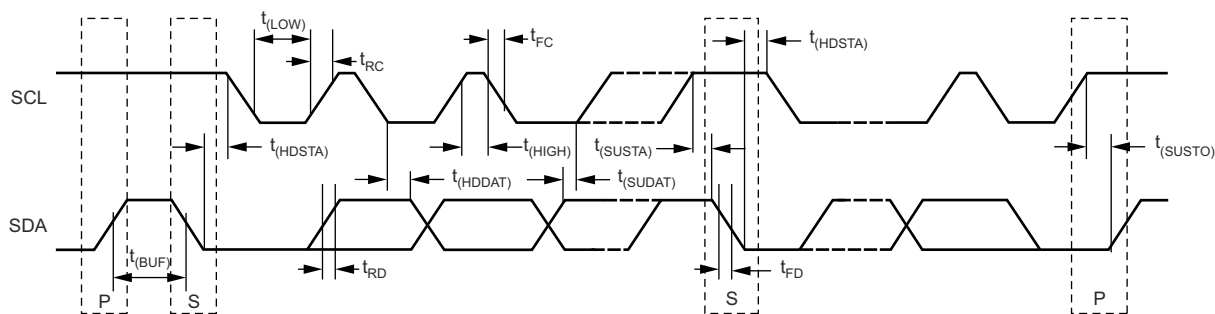 t(LOW)
tRC
tFC
t(HDSTA)
SCL
t(HDSTA)
t(HIGH)
t(SUSTA)
t(SUSTO)
t(HDDAT)
t(SUDAT)
SDA
t(BUF)
tRD
tFD
P
S
S
P